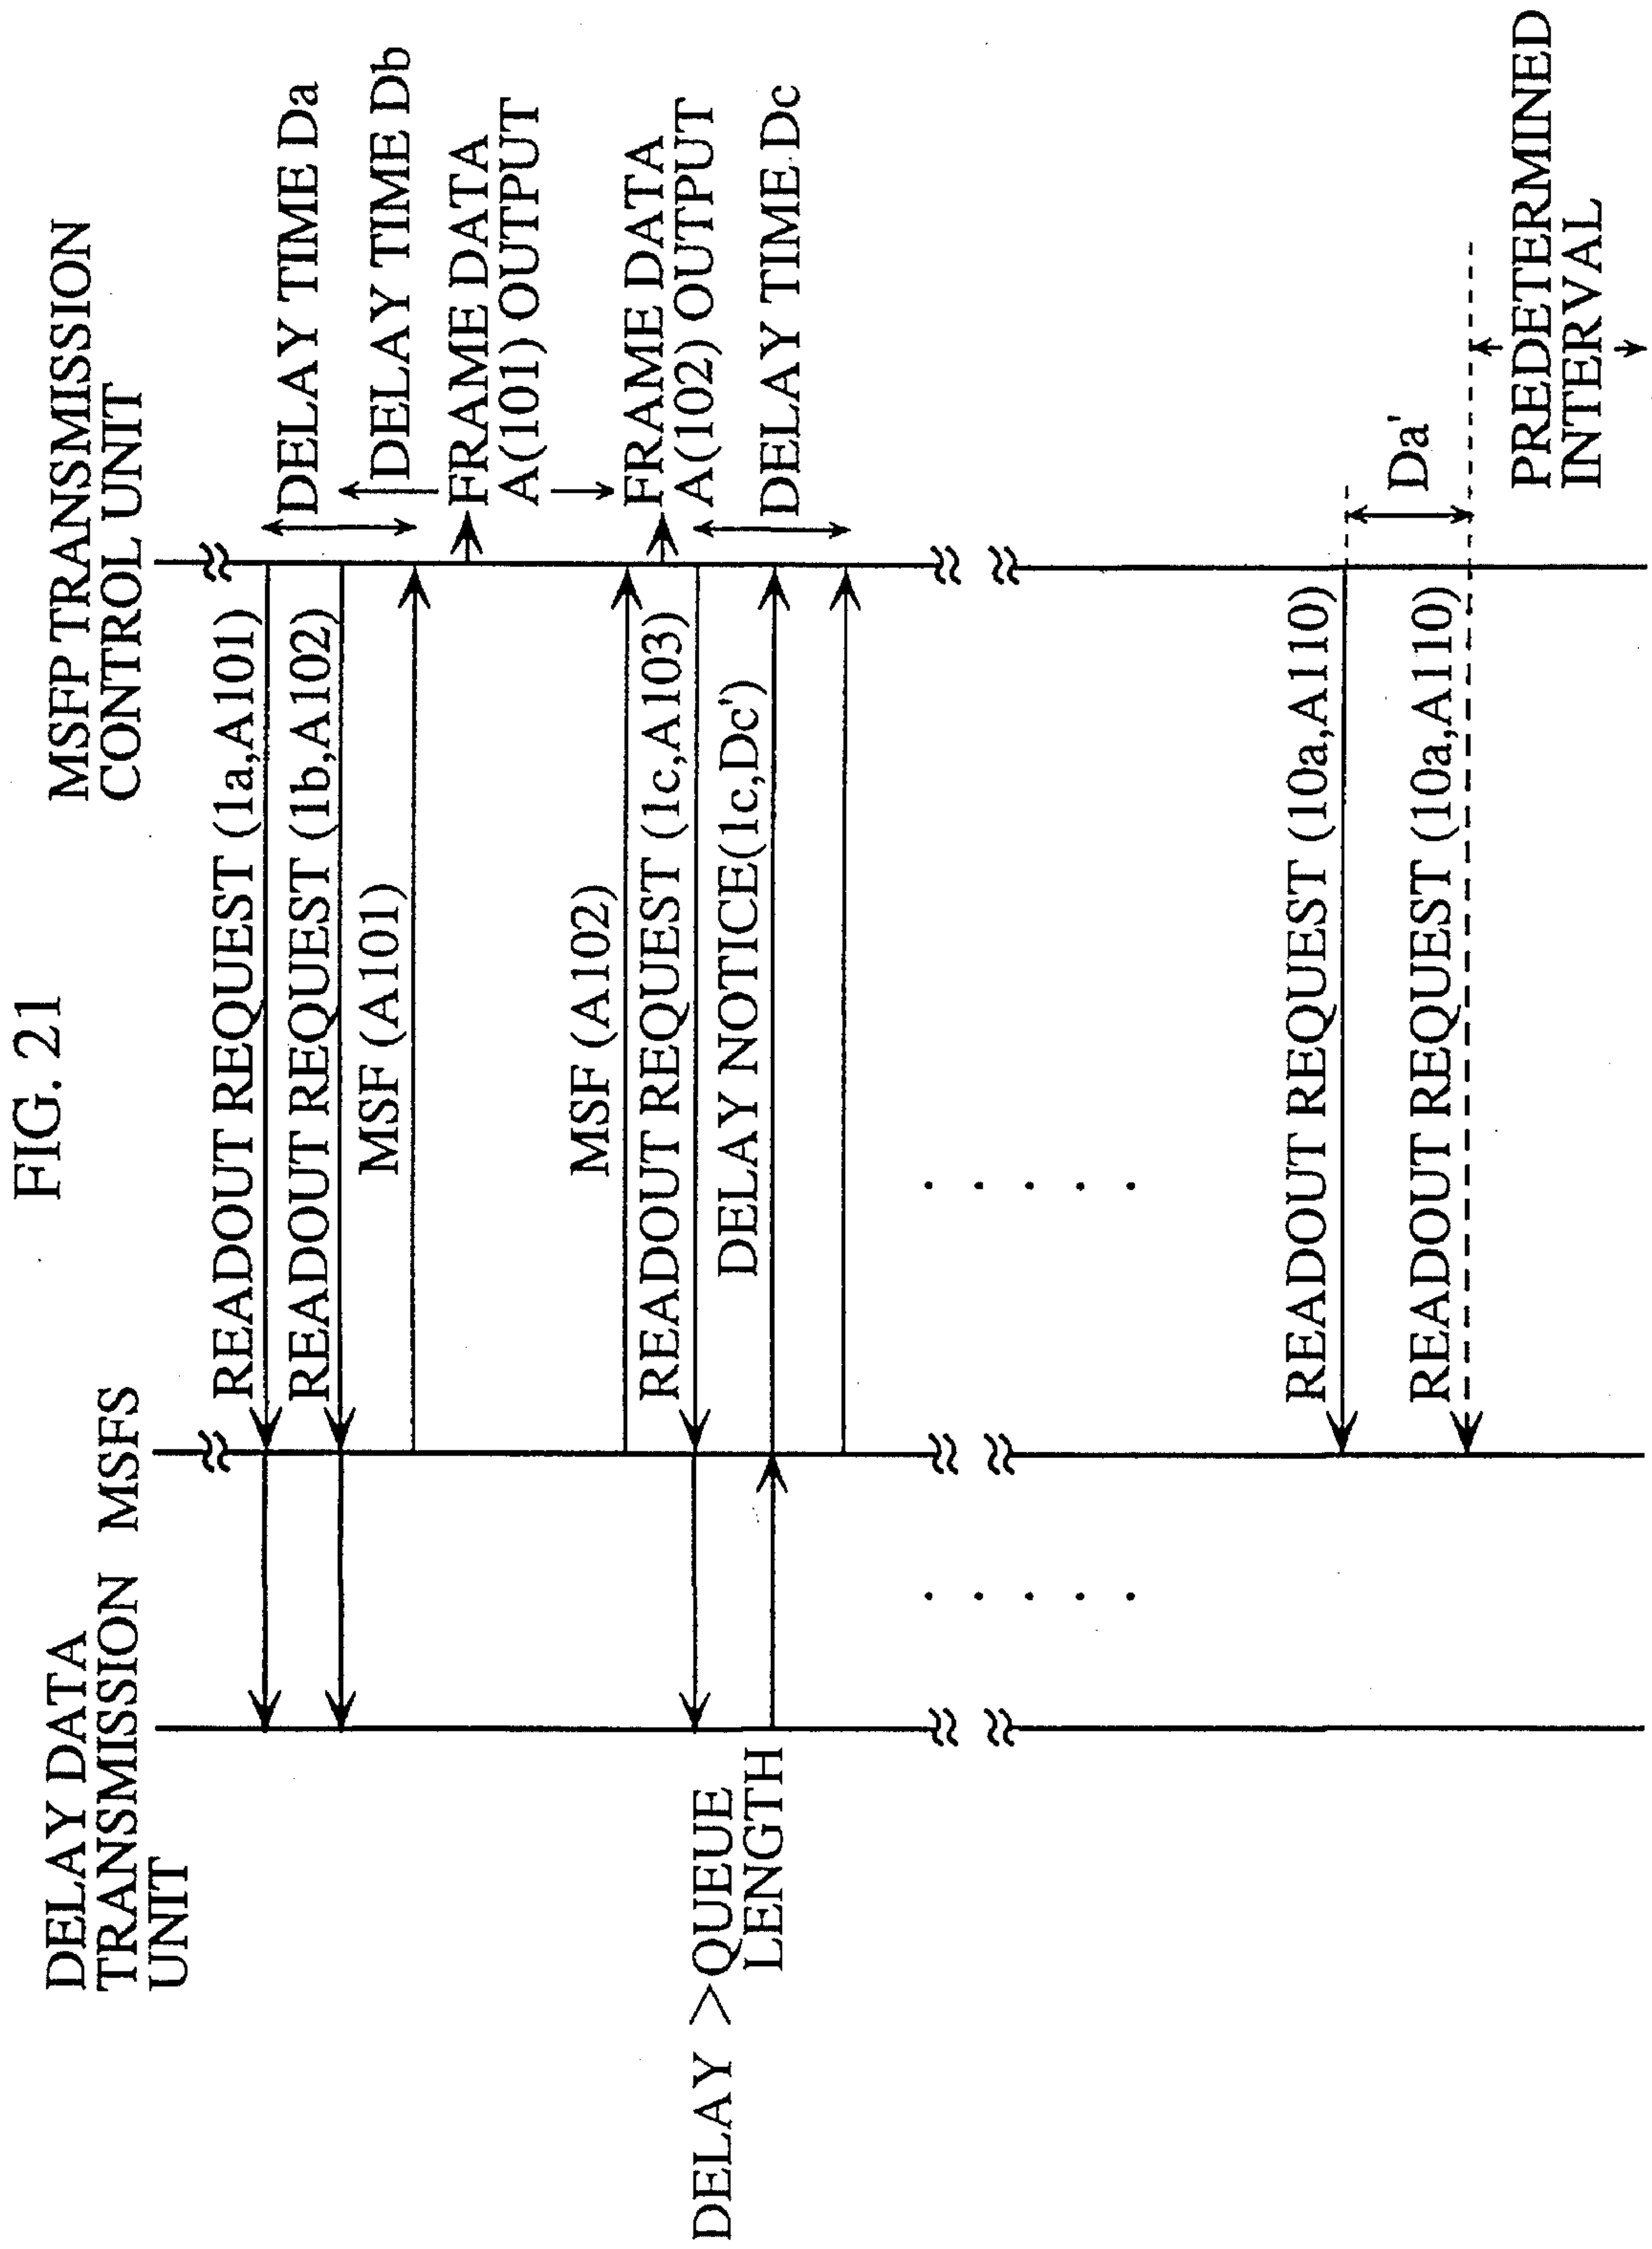 FIG. 21
DELAY DATA
TRANSMISSION
UNIT
MSFS
MSFP TRANSMISSION
CONTROL UNIT
READOUT REQUEST (1a,A101)
DELAY TIME Da
READOUT REQUEST (1b,A102)
DELAY TIME Db
MSF (A101)
FRAME DATA
A(101) OUTPUT
MSF (A102)
FRAME DATA
A(102) OUTPUT
READOUT REQUEST (1c,A103)
DELAY > QUEUE
LENGTH
DELAY NOTICE(1c,Dc')
DELAY TIME Dc
READOUT REQUEST (10a,A110)
Da'
READOUT REQUEST (10a,A110)
PREDETERMINED
INTERVAL